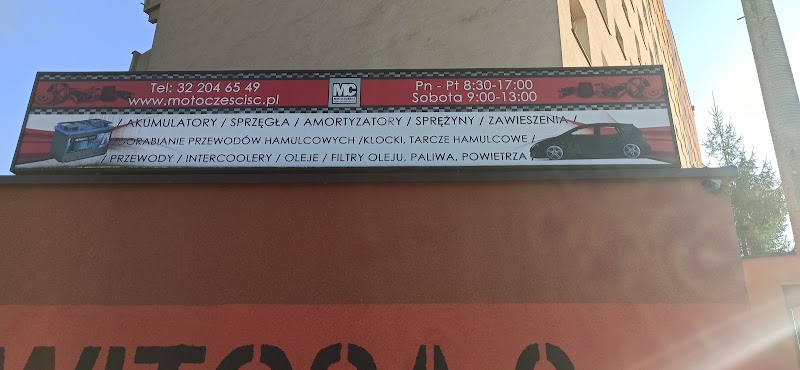 Tel: 32 204 65 49
www.motoczescisc.pl
MC
Pn - Pt 8:30-17:00
Sobota 9:00-13:00
/ AKUMULATORY / SPRZĘGŁA / AMORTYZATORY / SPRĘŻYNY / ZAWIESZENIA /
DORABIANIE PRZEWODÓW HAMULCOWYCH /KLOCKI, TARCZE HAMULCOWE /
/ PRZEWODY / INTERCOOLERY / OLEJE / FILTRY OLEJU, PALIWA, POWIETRZA